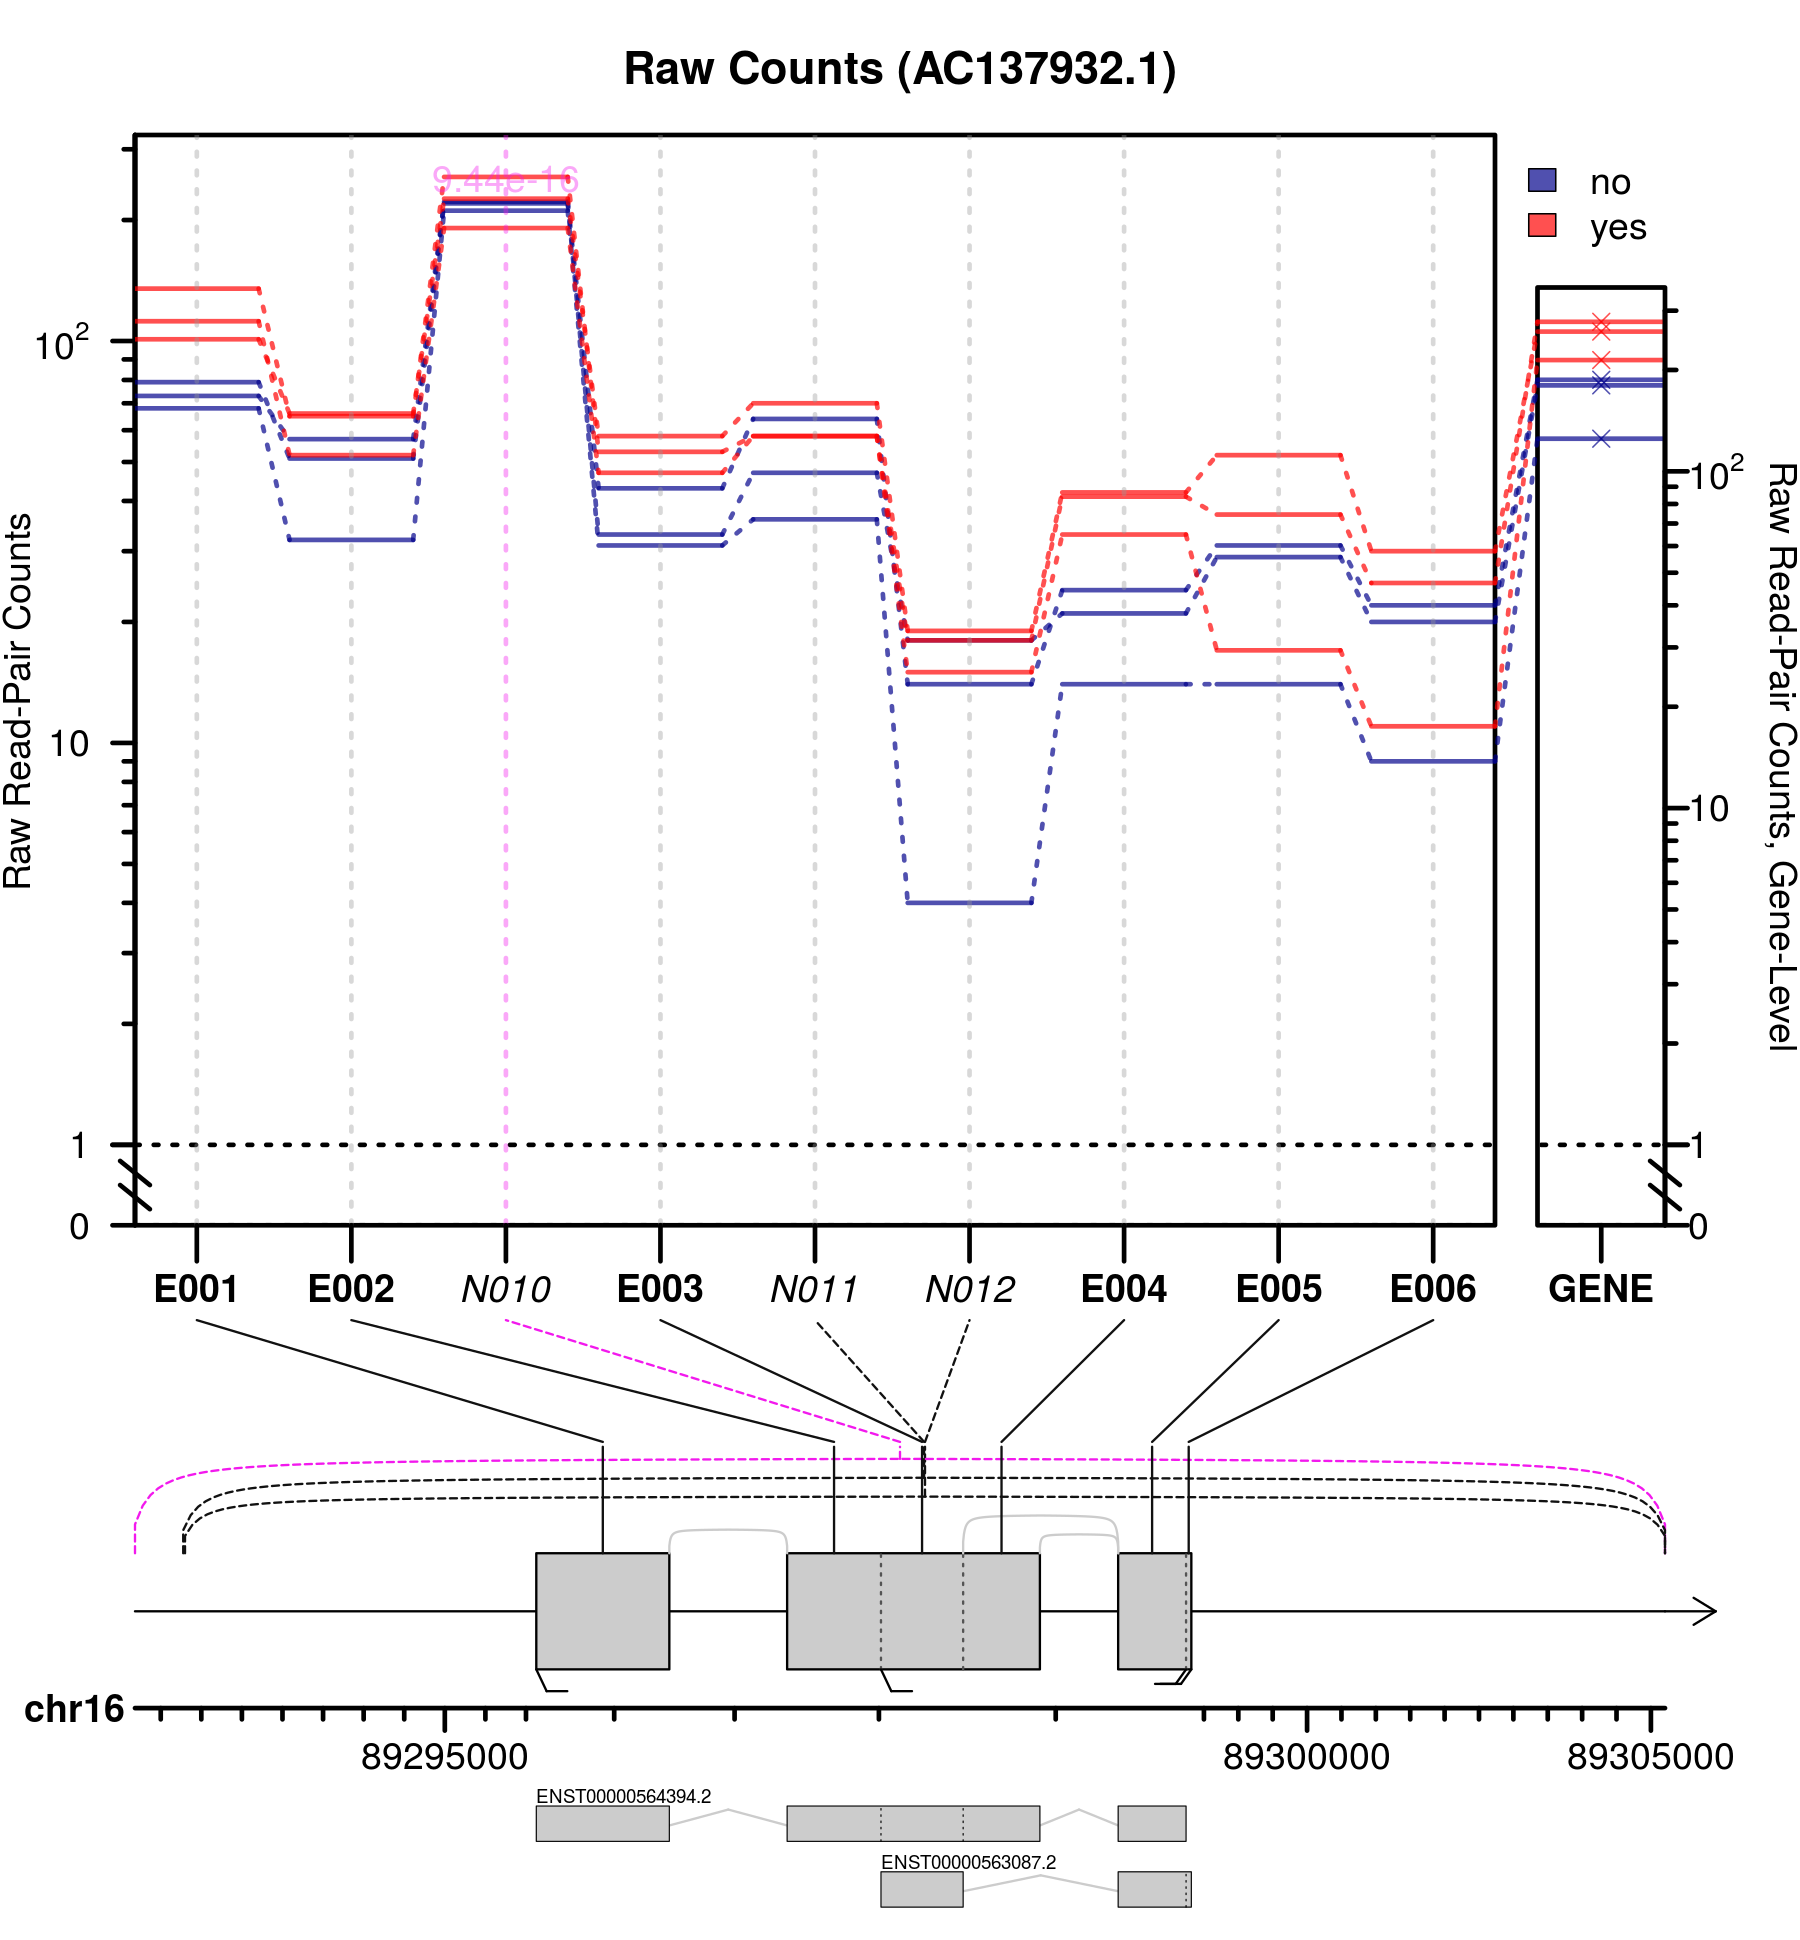 Raw Counts (AC137932.1)
9.44e-16
no
yes
Raw Read-Pair Counts
10²
10
1
0
10²
10
1
0
Raw Read-Pair Counts, Gene-Level
E001 E002 N010 E003 N011 N012 E004 E005 E006 GENE
chr16
89295000 89300000 89305000
ENST00000564394.2
ENST00000563087.2